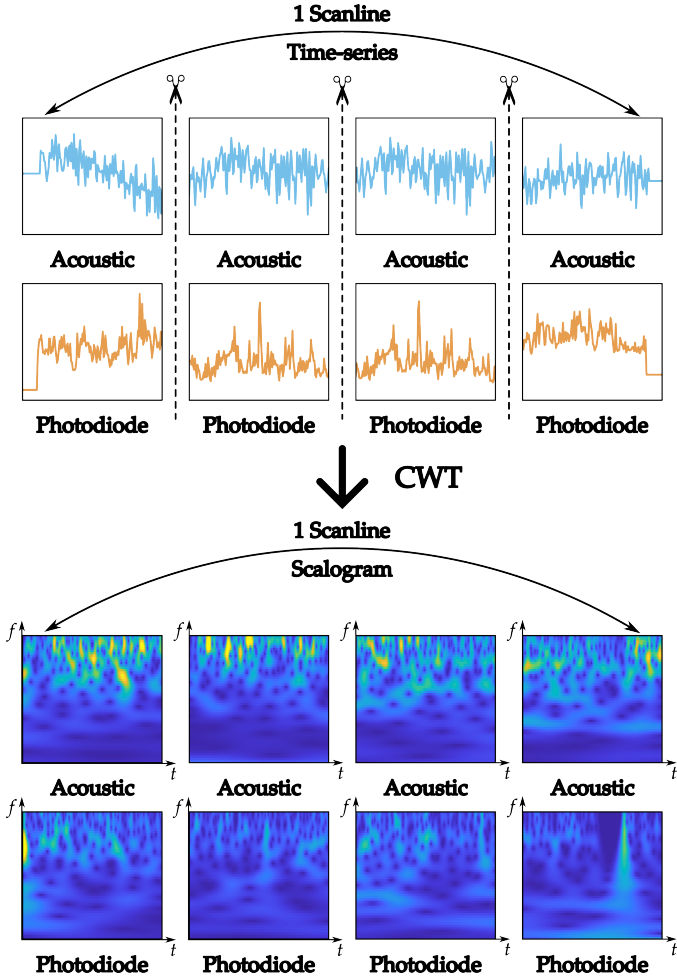 1 Scanline
Time-series
Acoustic Acoustic Acoustic Acoustic
Photodiode Photodiode Photodiode Photodiode
CWT
1 Scanline
Scalogram
f f f f
t t t t
Acoustic Acoustic Acoustic Acoustic
f f f f
t t t t
Photodiode Photodiode Photodiode Photodiode